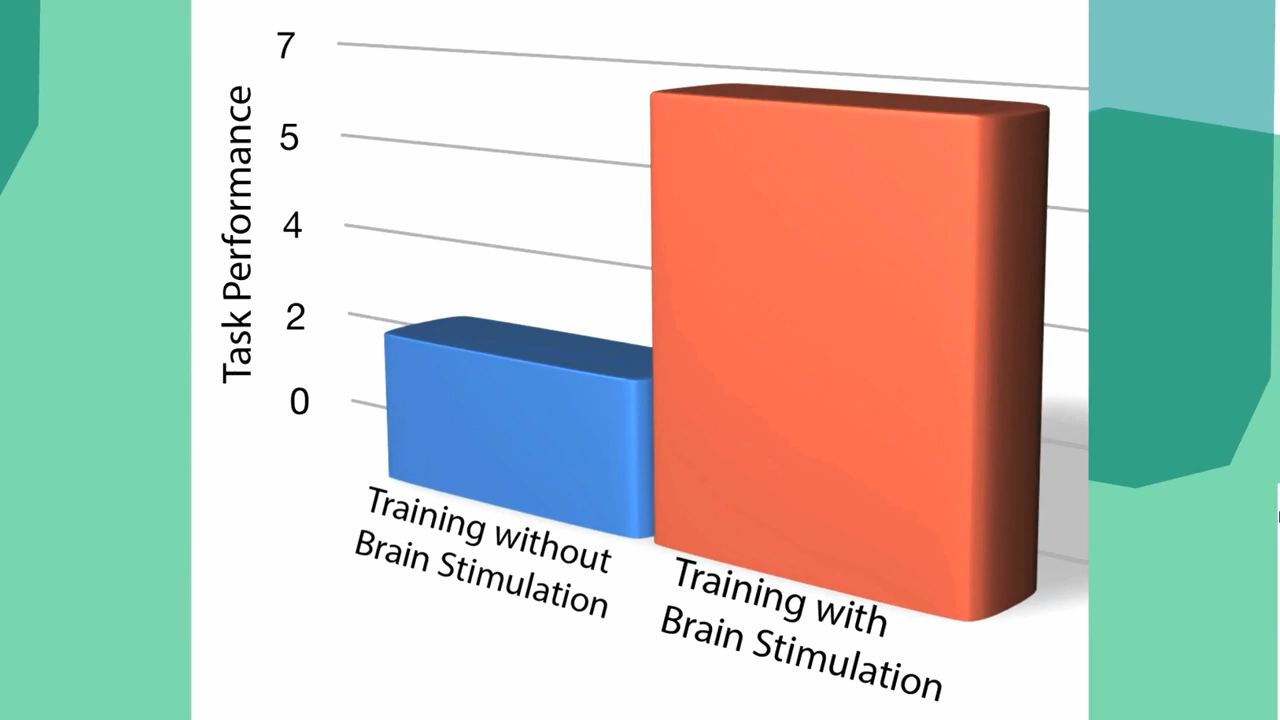 Task Performance
7
5
4
2
0
Training without
Brain Stimulation
Training with
Brain Stimulation